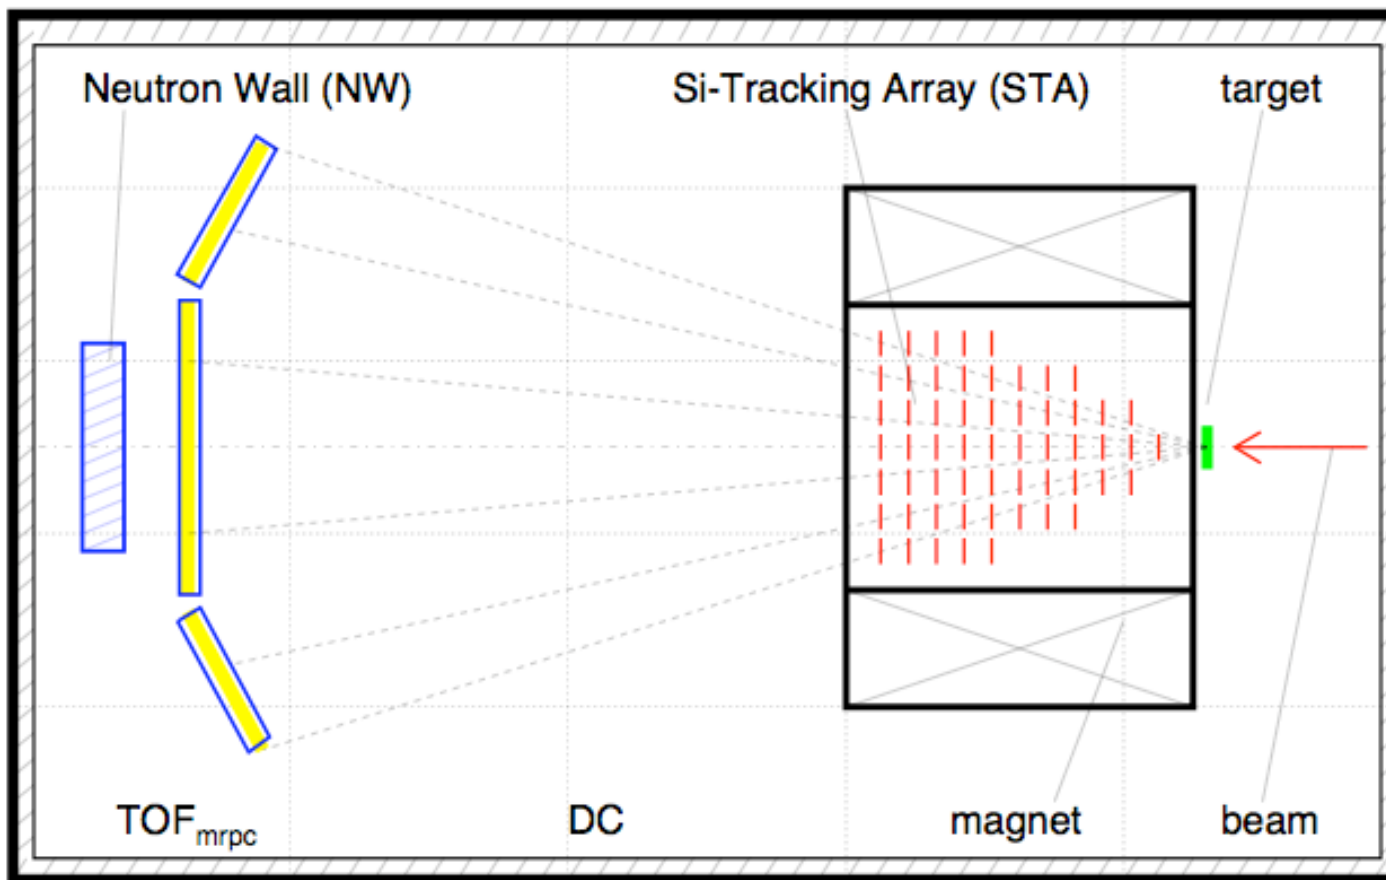 Neutron Wall (NW)
Si-Tracking Array (STA)
target
TOFmrpc
DC
magnet
beam